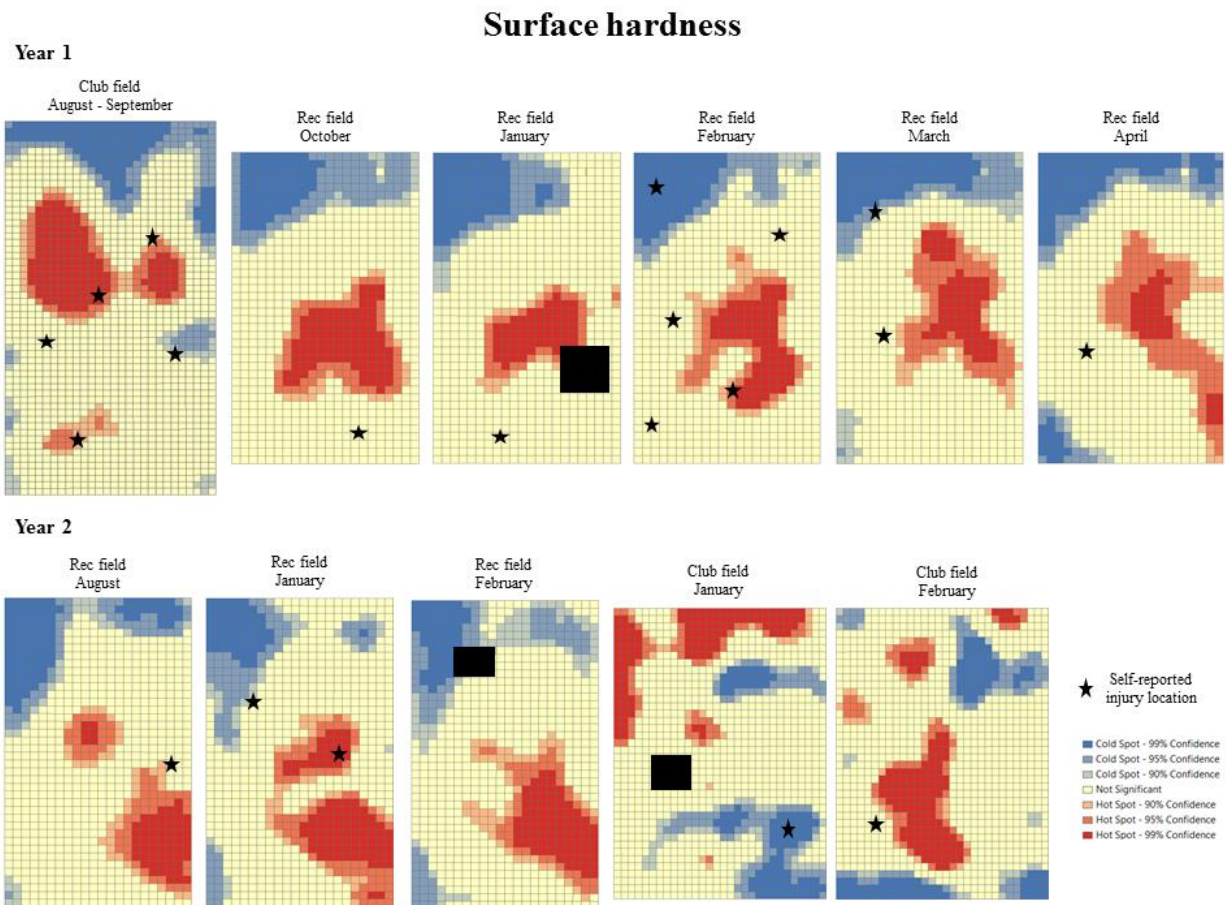 Surface hardness
Year 1
Club field
August - September
Rec field
October
Rec field
January
Rec field
February
Rec field
March
Rec field
April
Year 2
Rec field
August
Rec field
January
Rec field
February
Club field
January
Club field
February
Self-reported
injury location
Cold Spot - 99% Confidence
Cold Spot - 95% Confidence
Cold Spot - 90% Confidence
Not Significant
Hot Spot - 90% Confidence
Hot Spot - 95% Confidence
Hot Spot - 99% Confidence